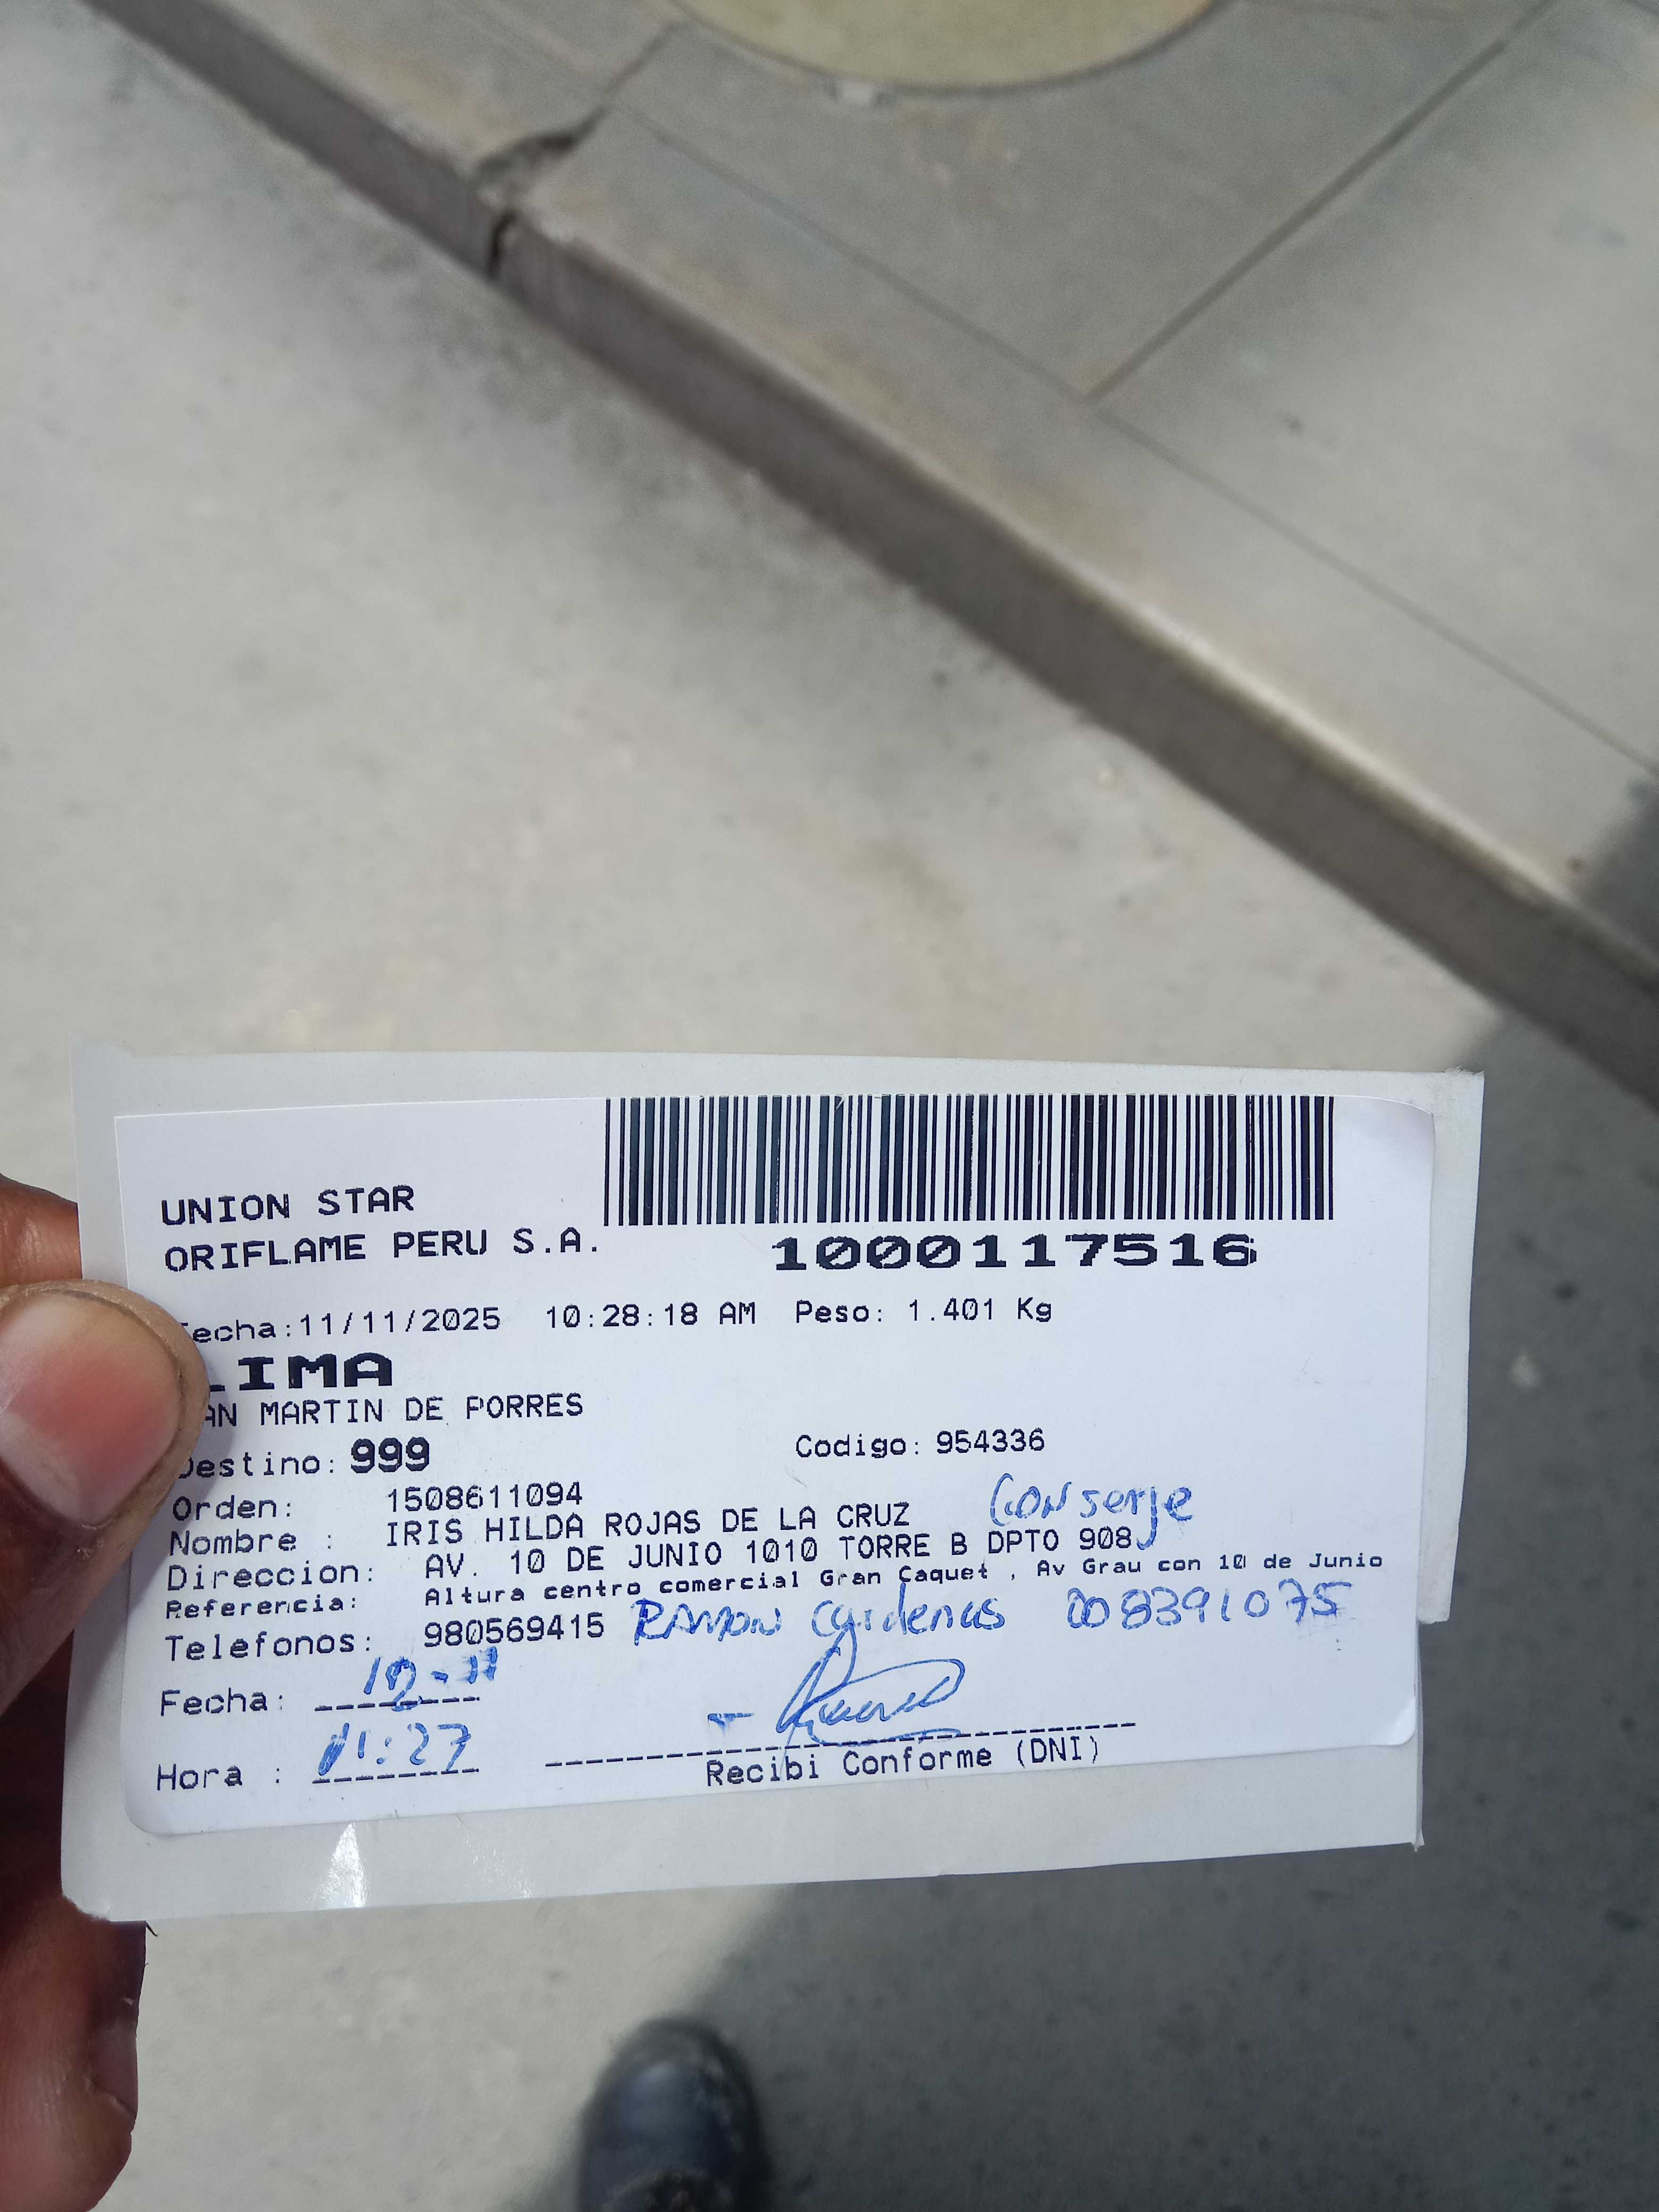 UNION STAR
ORIFLAME PERU S.A.
1000117516
echa:11/11/2025 10:28:18 AM Peso: 1.401 Kg
LIMA
AN MARTIN DE PORRES
Destino: 999 Codigo: 954336
Orden: 1508611094
Conserje
Nombre : IRIS HILDA ROJAS DE LA CRUZ
Direccion: AV. 10 DE JUNIO 1010 TORRE B DPTO 908
Referencia: Altura centro comercial Gran Caquet , Av Grau con 10 de Junio
Telefonos: 980569415 Ramon Cardenas 008391075
Fecha: 12-11
Hora : 11:27
Recibi Conforme (DNI)